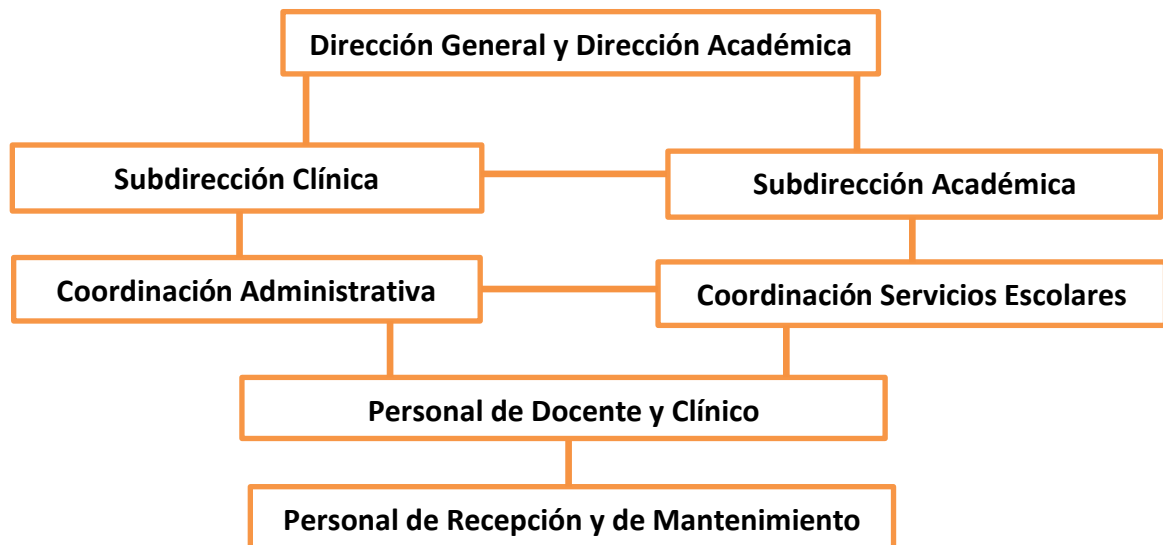 Dirección General y Dirección Académica
Subdirección Clínica
Subdirección Académica
Coordinación Administrativa
Coordinación Servicios Escolares
Personal de Docente y Clínico
Personal de Recepción y de Mantenimiento